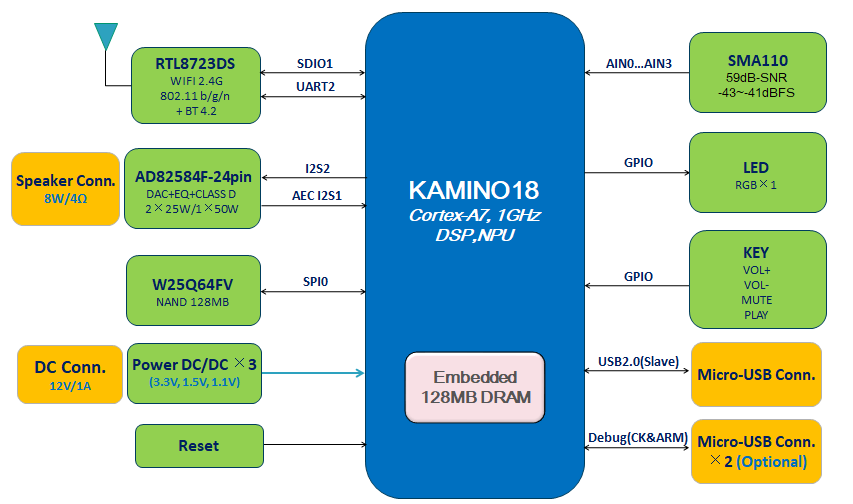 RTL8723DS
WIFI 2.4G
802.11 b/g/n
+ BT 4.2
SDIO1
UART2
Speaker Conn.
8W/4Ω
AD82584F-24pin
DAC+EQ+CLASS D
2×25W/1×50W
I2S2
AEC I2S1
W25Q64FV
NAND 128MB
SPI0
DC Conn.
12V/1A
Power DC/DC ×3
(3.3V, 1.5V, 1.1V)
Reset
KAMINO18
Cortex-A7, 1GHz
DSP,NPU
Embedded
128MB DRAM
AIN0...AIN3
SMA110
59dB-SNR
-43~-41dBFS
GPIO
LED
RGB×1
GPIO
KEY
VOL+
VOL-
MUTE
PLAY
USB2.0(Slave)
Micro-USB Conn.
Debug(CK&ARM)
Micro-USB Conn.
×2 (Optional)